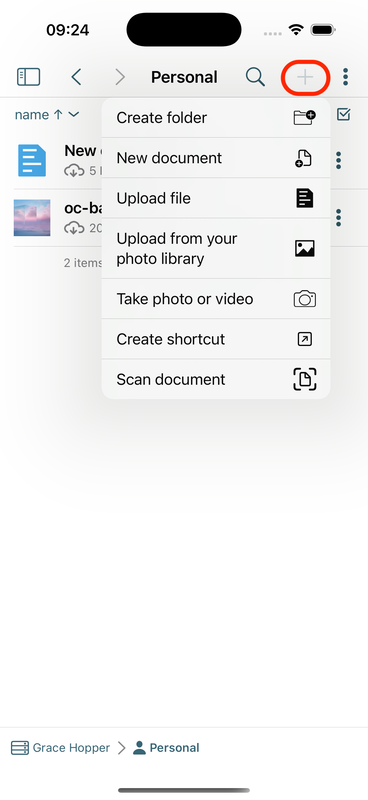 09:24
Personal
name
Create folder
New
5
New document
Upload file
oc-ba
20
Upload from your
photo library
2 items
Take photo or video
Create shortcut
Scan document
Grace Hopper
Personal